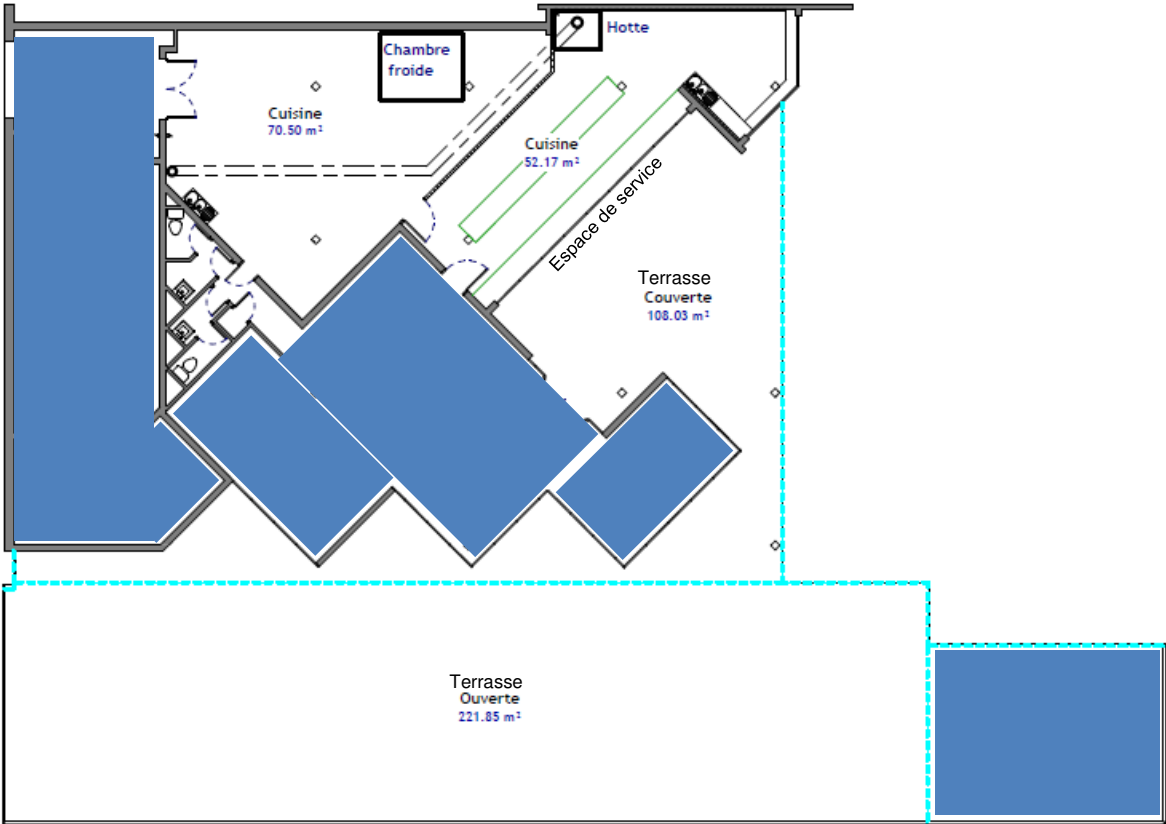 Hotte
Chambre
froide
Cuisine
70.50 m²
Cuisine
52.17 m²
Espace de service
Terrasse
Couverte
108.03 m²
Terrasse
Ouverte
221.85 m²